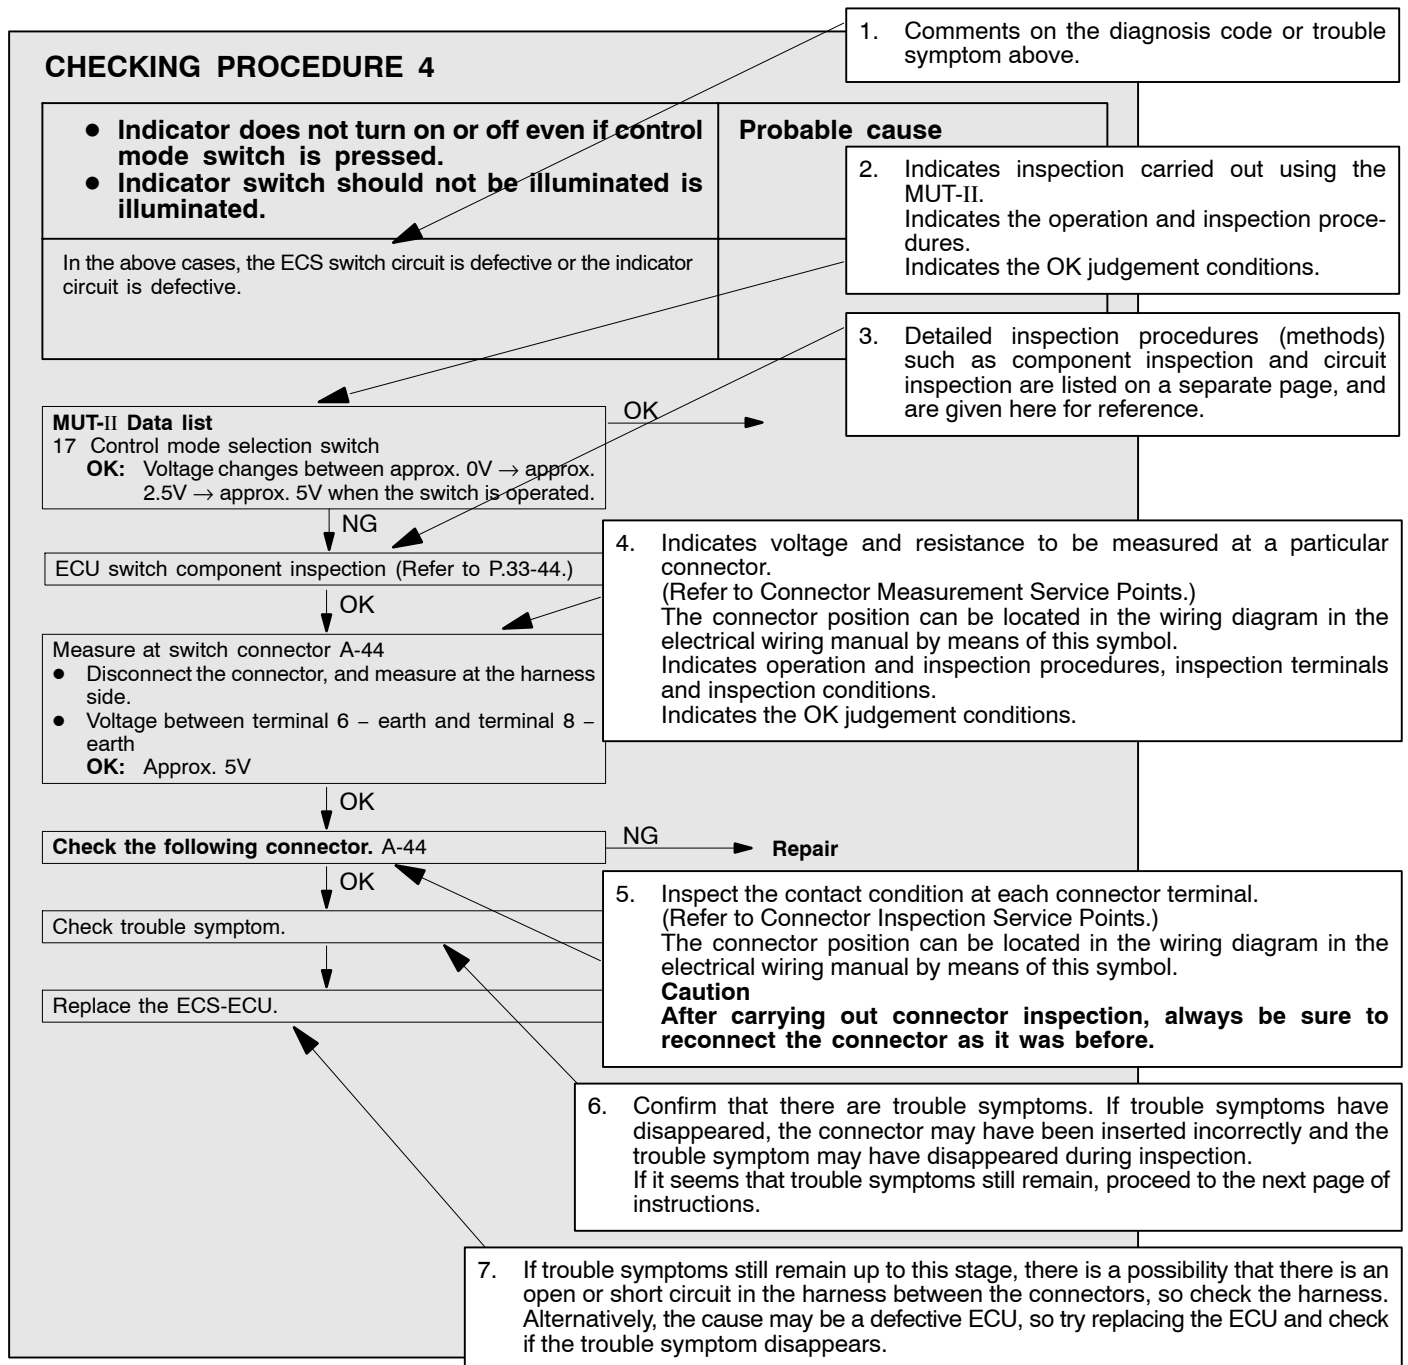 CHECKING PROCEDURE 4
● Indicator does not turn on or off even if control
mode switch is pressed.
● Indicator switch should not be illuminated is
illuminated.
Probable cause
In the above cases, the ECS switch circuit is defective or the indicator
circuit is defective.
MUT-II Data list
17 Control mode selection switch
OK: Voltage changes between approx. 0V → approx.
2.5V → approx. 5V when the switch is operated.
OK
NG
ECU switch component inspection (Refer to P.33-44.)
OK
Measure at switch connector A-44
● Disconnect the connector, and measure at the harness
side.
● Voltage between terminal 6 – earth and terminal 8 –
earth
OK: Approx. 5V
OK
Check the following connector. A-44
NG
Repair
OK
Check trouble symptom.
Replace the ECS-ECU.
1. Comments on the diagnosis code or trouble
symptom above.
2. Indicates inspection carried out using the
MUT-II.
Indicates the operation and inspection proce-
dures.
Indicates the OK judgement conditions.
3. Detailed inspection procedures (methods)
such as component inspection and circuit
inspection are listed on a separate page, and
are given here for reference.
4. Indicates voltage and resistance to be measured at a particular
connector.
(Refer to Connector Measurement Service Points.)
The connector position can be located in the wiring diagram in the
electrical wiring manual by means of this symbol.
Indicates operation and inspection procedures, inspection terminals
and inspection conditions.
Indicates the OK judgement conditions.
5. Inspect the contact condition at each connector terminal.
(Refer to Connector Inspection Service Points.)
The connector position can be located in the wiring diagram in the
electrical wiring manual by means of this symbol.
Caution
After carrying out connector inspection, always be sure to
reconnect the connector as it was before.
6. Confirm that there are trouble symptoms. If trouble symptoms have
disappeared, the connector may have been inserted incorrectly and the
trouble symptom may have disappeared during inspection.
If it seems that trouble symptoms still remain, proceed to the next page of
instructions.
7. If trouble symptoms still remain up to this stage, there is a possibility that there is an
open or short circuit in the harness between the connectors, so check the harness.
Alternatively, the cause may be a defective ECU, so try replacing the ECU and check
if the trouble symptom disappears.